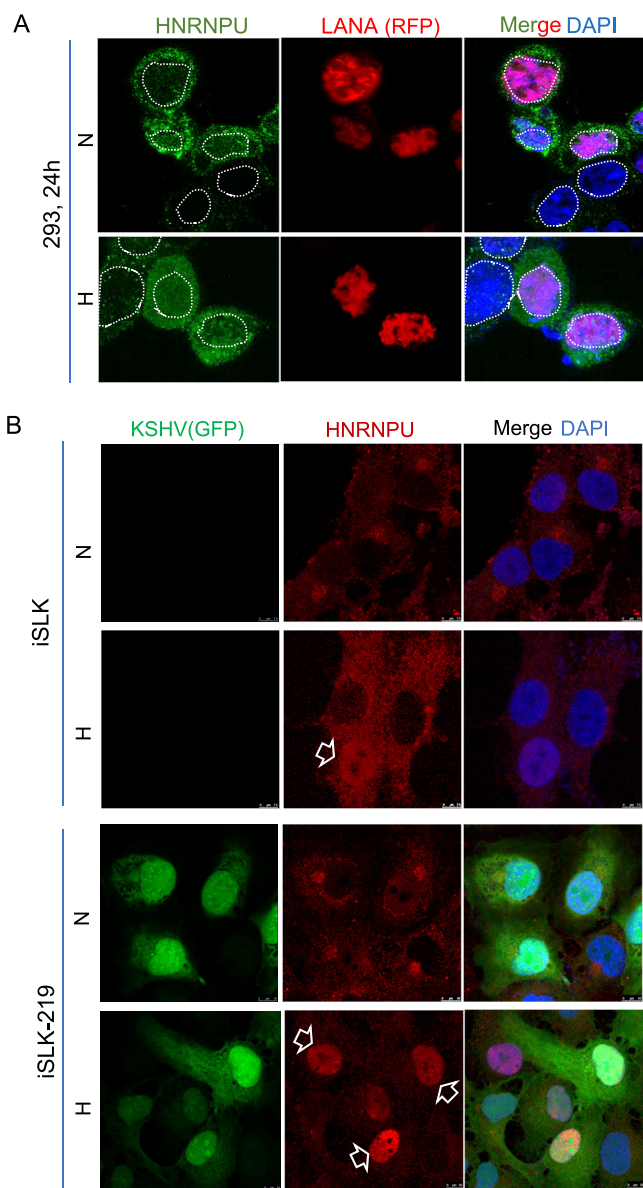 A
HNRNPU
LANA (RFP)
Merge DAPI
293, 24h
N
H
B
KSHV(GFP)
HNRNPU
Merge DAPI
iSLK
N
H
iSLK-219
N
H